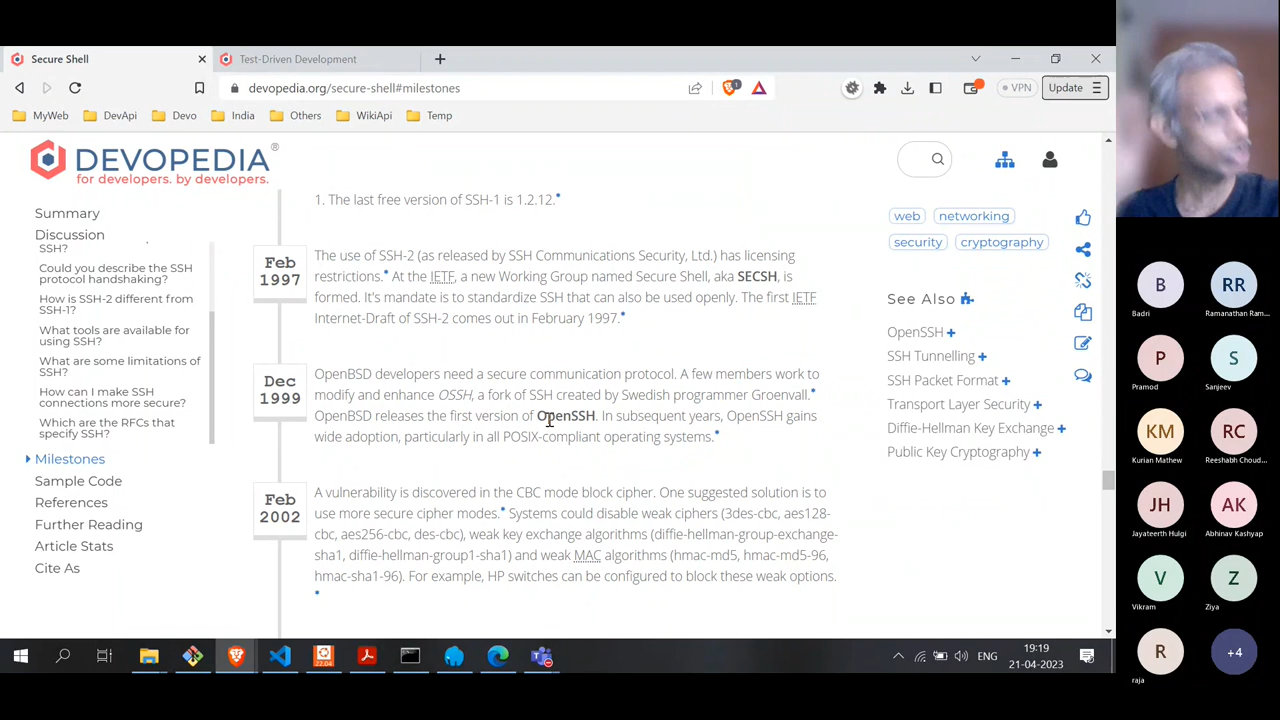 Secure Shell
Test-Driven Development
devopedia.org/secure-shell#milestones
1
VPN
Update
MyWeb
DevApi
Devo
India
Others
WikiApi
Temp
DEVOPEDIA®
for developers. by developers.
Summary
Discussion
SSH?
Could you describe the SSH
protocol handshaking?
How is SSH-2 different from
SSH-1?
What tools are available for
using SSH?
What are some limitations of
SSH?
How can I make SSH
connections more secure?
Which are the RFCs that
specify SSH?
Milestones
Sample Code
References
Further Reading
Article Stats
Cite As
1. The last free version of SSH-1 is 1.2.12.*
Feb
1997
The use of SSH-2 (as released by SSH Communications Security, Ltd.) has licensing
restrictions.* At the IETF, a new Working Group named Secure Shell, aka SECSH, is
formed. It's mandate is to standardize SSH that can also be used openly. The first IETF
Internet-Draft of SSH-2 comes out in February 1997.*
Dec
1999
OpenBSD developers need a secure communication protocol. A few members work to
modify and enhance OSSH, a fork of SSH created by Swedish programmer Groenvall.*
OpenBSD releases the first version of OpenSSH. In subsequent years, OpenSSH gains
wide adoption, particularly in all POSIX-compliant operating systems.*
Feb
2002
A vulnerability is discovered in the CBC mode block cipher. One suggested solution is to
use more secure cipher modes.* Systems could disable weak ciphers (3des-cbc, aes128-
cbc, aes256-cbc, des-cbc), weak key exchange algorithms (diffie-hellman-group-exchange-
sha1, diffie-hellman-group1-sha1) and weak MAC algorithms (hmac-md5, hmac-md5-96,
hmac-sha1-96). For example, HP switches can be configured to block these weak options.
*
web
networking
security
cryptography
See Also
OpenSSH +
SSH Tunnelling +
SSH Packet Format +
Transport Layer Security +
Diffie-Hellman Key Exchange +
Public Key Cryptography +
22.04
ENG
19:19
21-04-2023
B
Badri
RR
Ramanathan Ram...
P
Pramod
S
Sanjeev
KM
Kurian Mathew
RC
Reeshabh Choud...
JH
Jayateerth Hulgi
AK
Abhinav Kashyap
V
Vikram
Z
Ziya
R
raja
+4